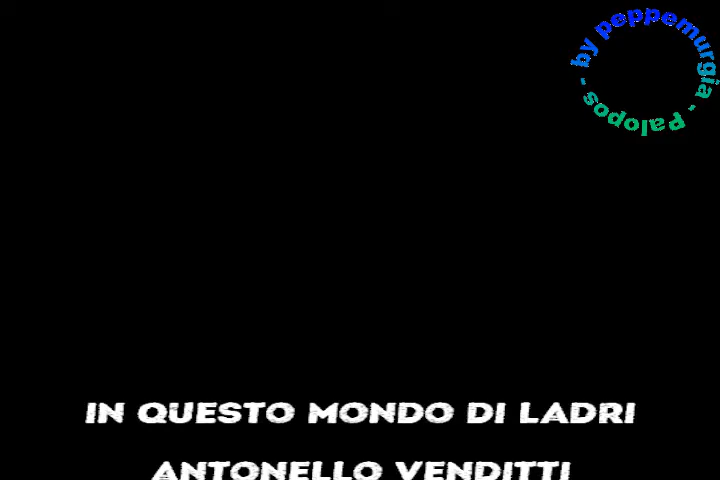 by peppemurgia - Palopos -
IN QUESTO MONDO DI LADRI
ANTONELLO VENDITTI